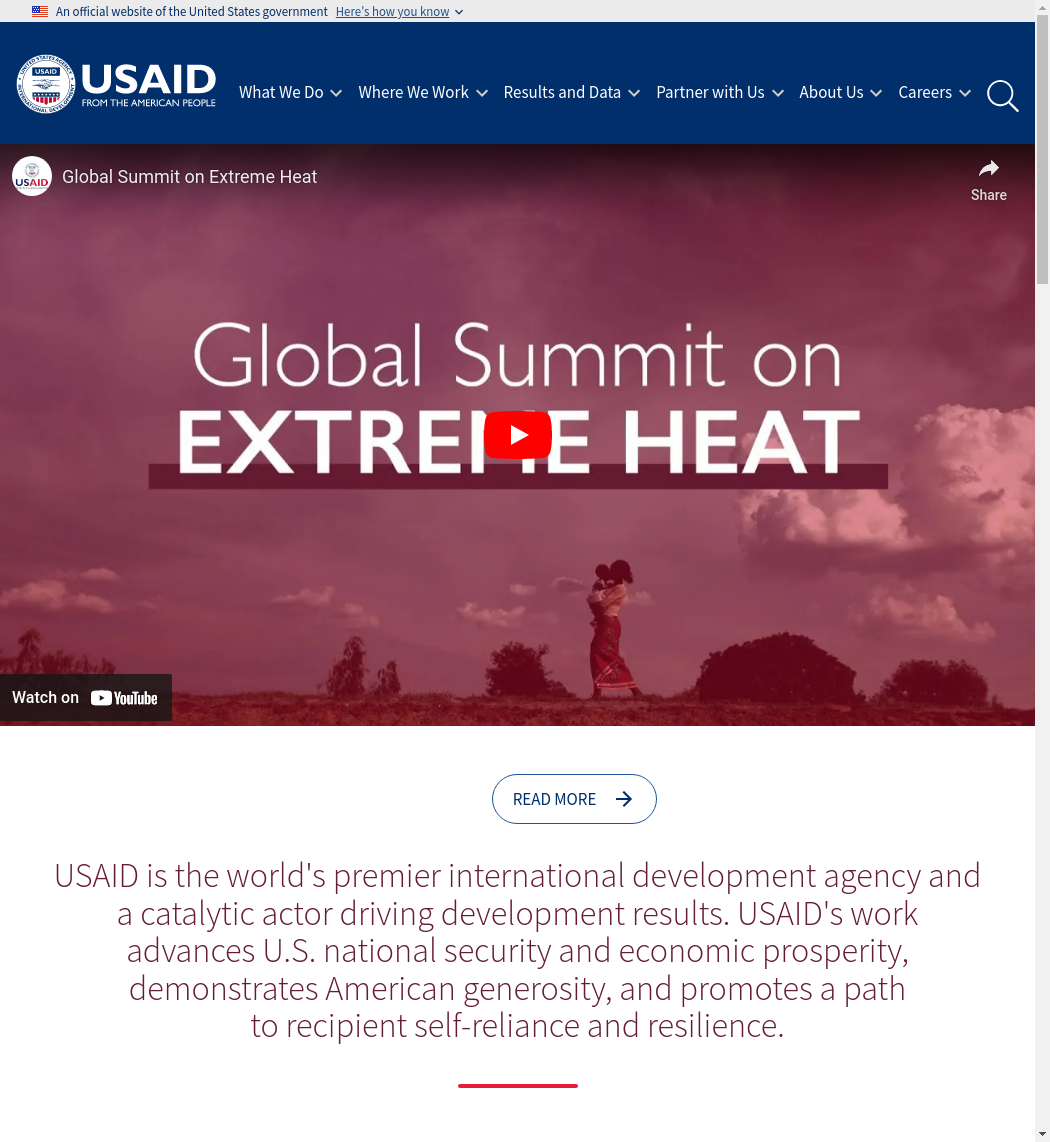 An official website of the United States government Here's how you know
USAID
FROM THE AMERICAN PEOPLE
What We Do
Where We Work
Results and Data
Partner with Us
About Us
Careers
USAID
Global Summit on Extreme Heat
Share
Global Summit on
EXTREME HEAT
Watch on YouTube
READ MORE
USAID is the world's premier international development agency and
a catalytic actor driving development results. USAID's work
advances U.S. national security and economic prosperity,
demonstrates American generosity, and promotes a path
to recipient self-reliance and resilience.